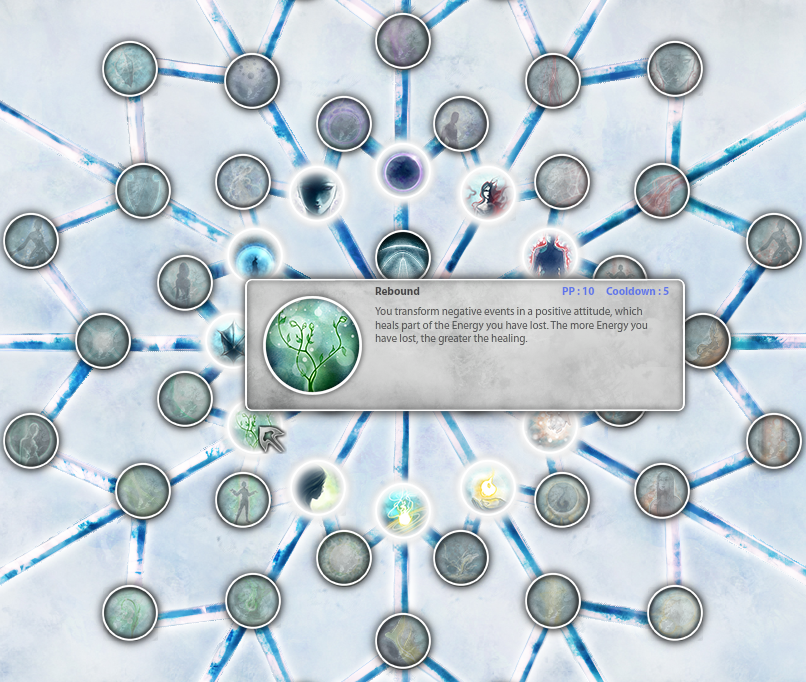 Rebound PP : 10 Cooldown : 5
You transform negative events in a positive attitude, which
heals part of the Energy you have lost. The more Energy you
have lost, the greater the healing.